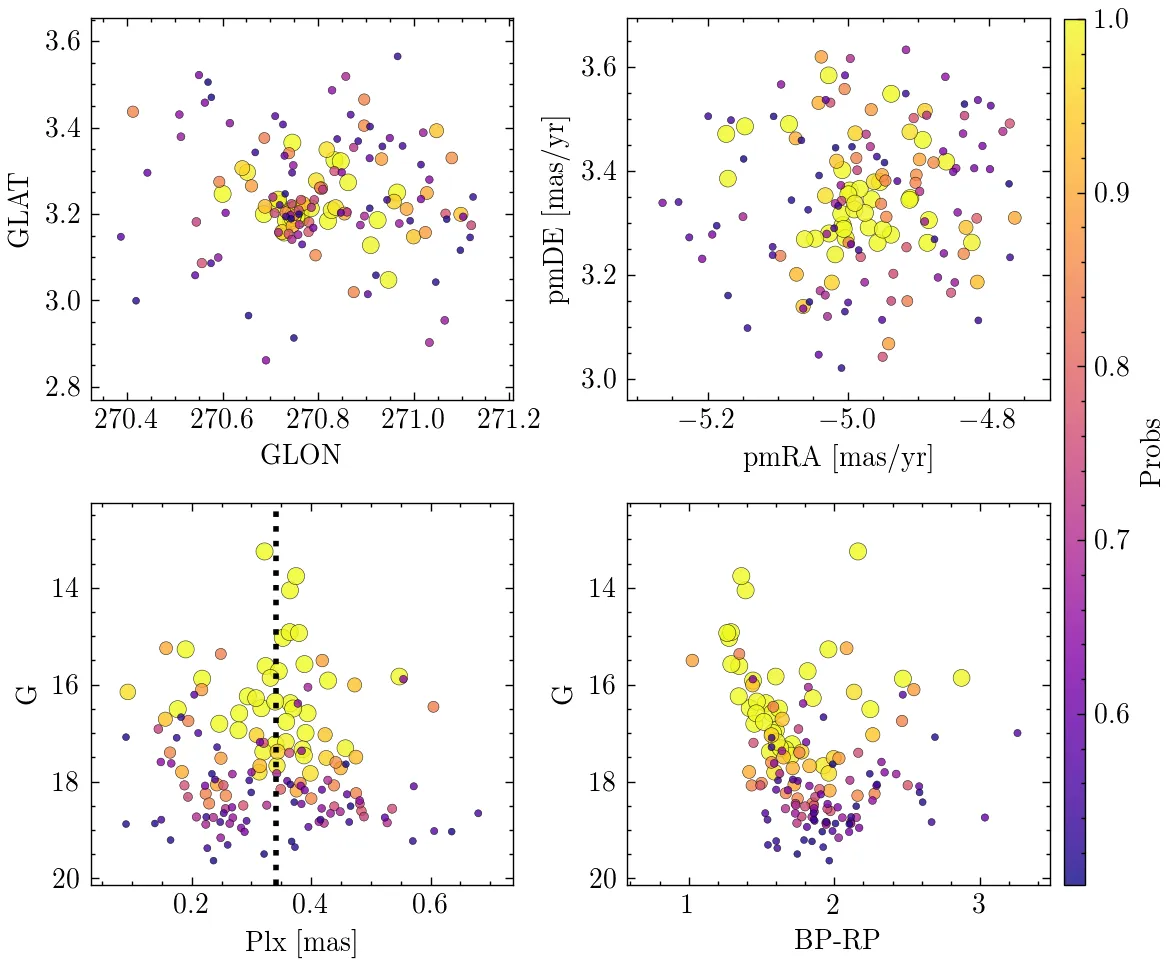 3.6
3.4
3.2
3.0
2.8
GLAT
270.4 270.6 270.8 271.0 271.2
GLON
3.6
3.4
3.2
3.0
pmDE [mas/yr]
−5.2 −5.0 −4.8
pmRA [mas/yr]
1.0
0.9
0.8
0.7
0.6
Probs
14
16
18
20
G
0.2 0.4 0.6
Plx [mas]
14
16
18
20
G
1 2 3
BP-RP